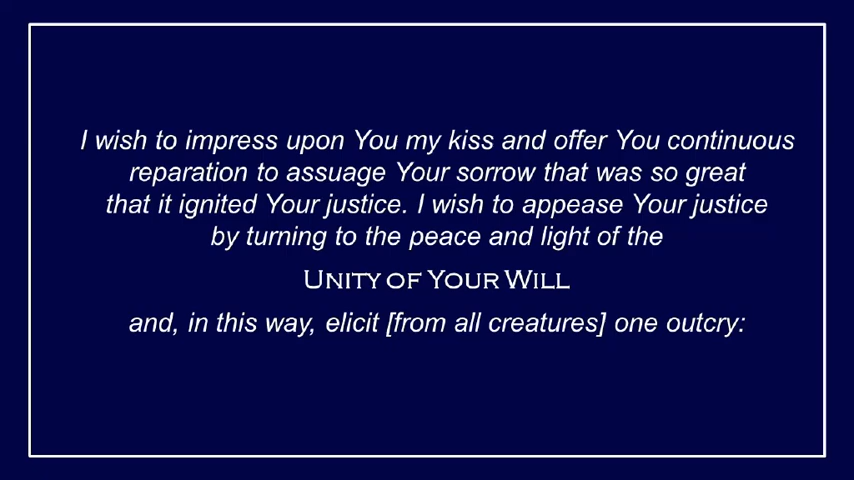 I wish to impress upon You my kiss and offer You continuous
reparation to assuage Your sorrow that was so great
that it ignited Your justice. I wish to appease Your justice
by turning to the peace and light of the
UNITY OF YOUR WILL
and, in this way, elicit [from all creatures] one outcry: